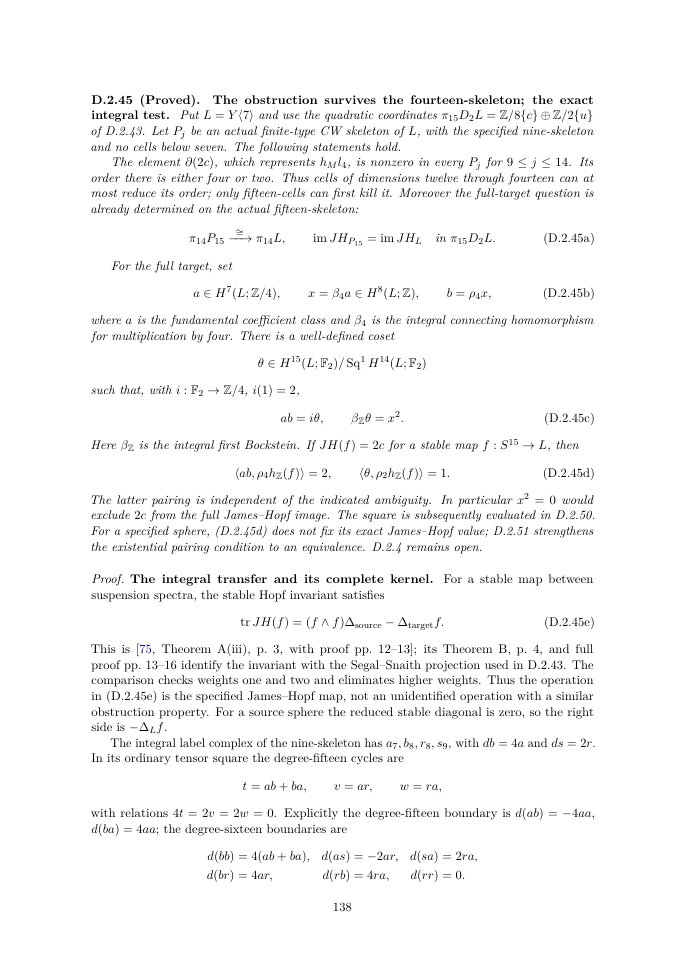 D.2.45 (Proved). The obstruction survives the fourteen-skeleton; the exact
integral test. Put L = Y⟨7⟩ and use the quadratic coordinates π₁₅D₂L = ℤ/8{c} ⊕ ℤ/2{u}
of D.2.43. Let Pⱼ be an actual finite-type CW skeleton of L, with the specified nine-skeleton
and no cells below seven. The following statements hold.
The element ∂(2c), which represents h_M l₄, is nonzero in every Pⱼ for 9 ≤ j ≤ 14. Its
order there is either four or two. Thus cells of dimensions twelve through fourteen can at
most reduce its order; only fifteen-cells can first kill it. Moreover the full-target question is
already determined on the actual fifteen-skeleton:
π₁₄P₁₅ ≅⟶ π₁₄L, im JH_{P₁₅} = im JH_L in π₁₅D₂L. (D.2.45a)
For the full target, set
a ∈ H⁷(L; ℤ/4), x = β₄a ∈ H⁸(L; ℤ), b = ρ₄x, (D.2.45b)
where a is the fundamental coefficient class and β₄ is the integral connecting homomorphism
for multiplication by four. There is a well-defined coset
θ ∈ H¹⁵(L; 𝔽₂)/ Sq¹ H¹⁴(L; 𝔽₂)
such that, with i : 𝔽₂ → ℤ/4, i(1) = 2,
ab = iθ, β_ℤθ = x². (D.2.45c)
Here β_ℤ is the integral first Bockstein. If JH(f) = 2c for a stable map f : S¹⁵ → L, then
⟨ab, ρ₄h_ℤ(f)⟩ = 2, ⟨θ, ρ₂h_ℤ(f)⟩ = 1. (D.2.45d)
The latter pairing is independent of the indicated ambiguity. In particular x² = 0 would
exclude 2c from the full James–Hopf image. The square is subsequently evaluated in D.2.50.
For a specified sphere, (D.2.45d) does not fix its exact James–Hopf value; D.2.51 strengthens
the existential pairing condition to an equivalence. D.2.4 remains open.
Proof. The integral transfer and its complete kernel. For a stable map between
suspension spectra, the stable Hopf invariant satisfies
tr JH(f) = (f ∧ f)Δ_source − Δ_target f. (D.2.45e)
This is [75, Theorem A(iii), p. 3, with proof pp. 12–13]; its Theorem B, p. 4, and full
proof pp. 13–16 identify the invariant with the Segal–Snaith projection used in D.2.43. The
comparison checks weights one and two and eliminates higher weights. Thus the operation
in (D.2.45e) is the specified James–Hopf map, not an unidentified operation with a similar
obstruction property. For a source sphere the reduced stable diagonal is zero, so the right
side is −Δ_L f.
The integral label complex of the nine-skeleton has a₇, b₈, r₈, s₉, with db = 4a and ds = 2r.
In its ordinary tensor square the degree-fifteen cycles are
t = ab + ba, v = ar, w = ra,
with relations 4t = 2v = 2w = 0. Explicitly the degree-fifteen boundary is d(ab) = −4aa,
d(ba) = 4aa; the degree-sixteen boundaries are
d(bb) = 4(ab + ba), d(as) = −2ar, d(sa) = 2ra,
d(br) = 4ar, d(rb) = 4ra, d(rr) = 0.
138